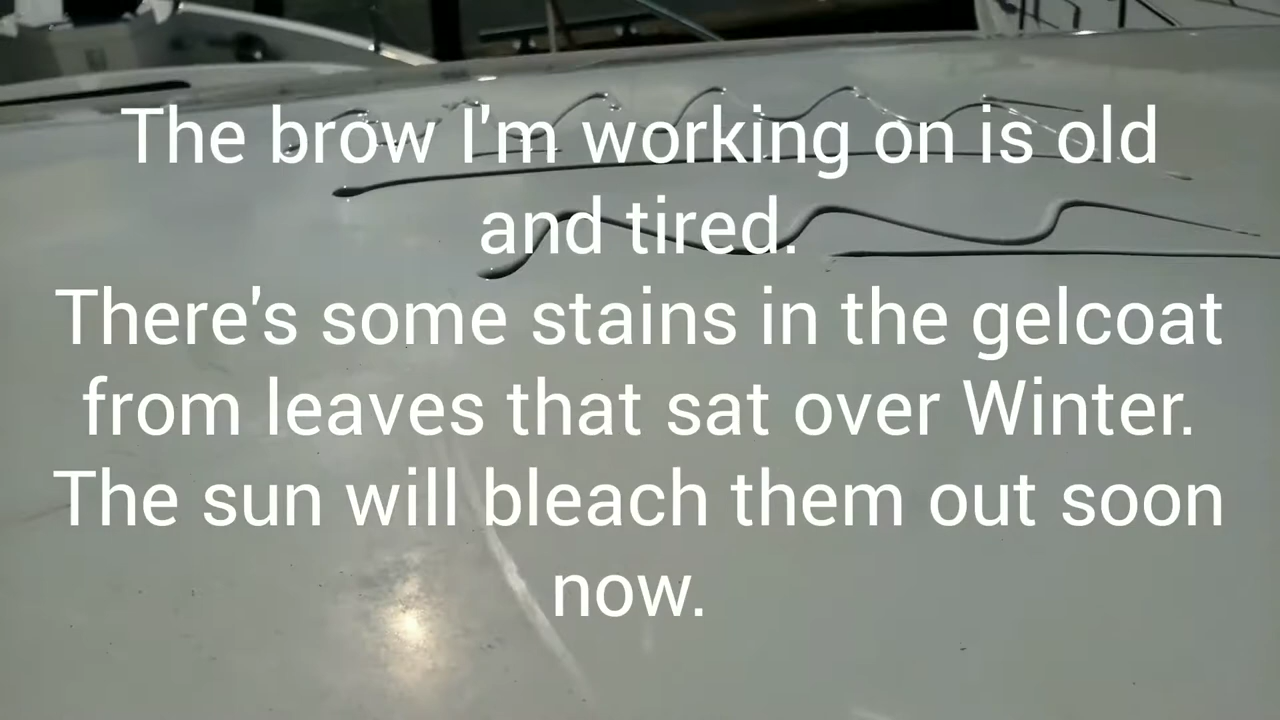 The brow I'm working on is old
and tired.
There's some stains in the gelcoat
from leaves that sat over Winter.
The sun will bleach them out soon
now.